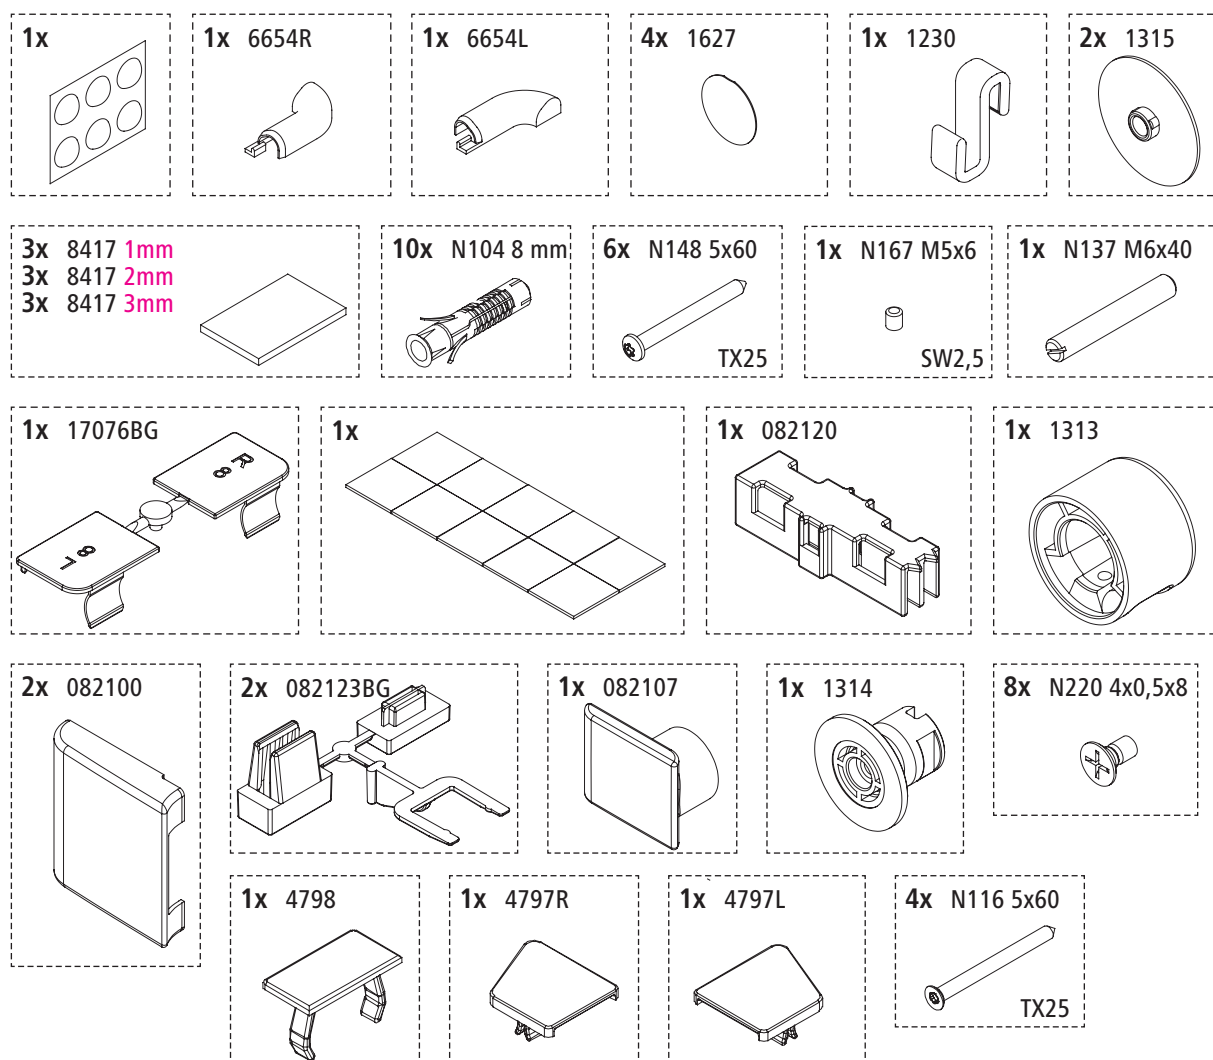 1x
1x 6654R
1x 6654L
4x 1627
1x 1230
2x 1315
3x 8417 1mm
3x 8417 2mm
3x 8417 3mm
10x N104 8 mm
6x N148 5x60
TX25
1x N167 M5x6
SW2,5
1x N137 M6x40
1x 17076BG
R 8
8 L
1x
1x 082120
1x 1313
2x 082100
2x 082123BG
1x 082107
1x 1314
8x N220 4x0,5x8
1x 4798
1x 4797R
1x 4797L
4x N116 5x60
TX25